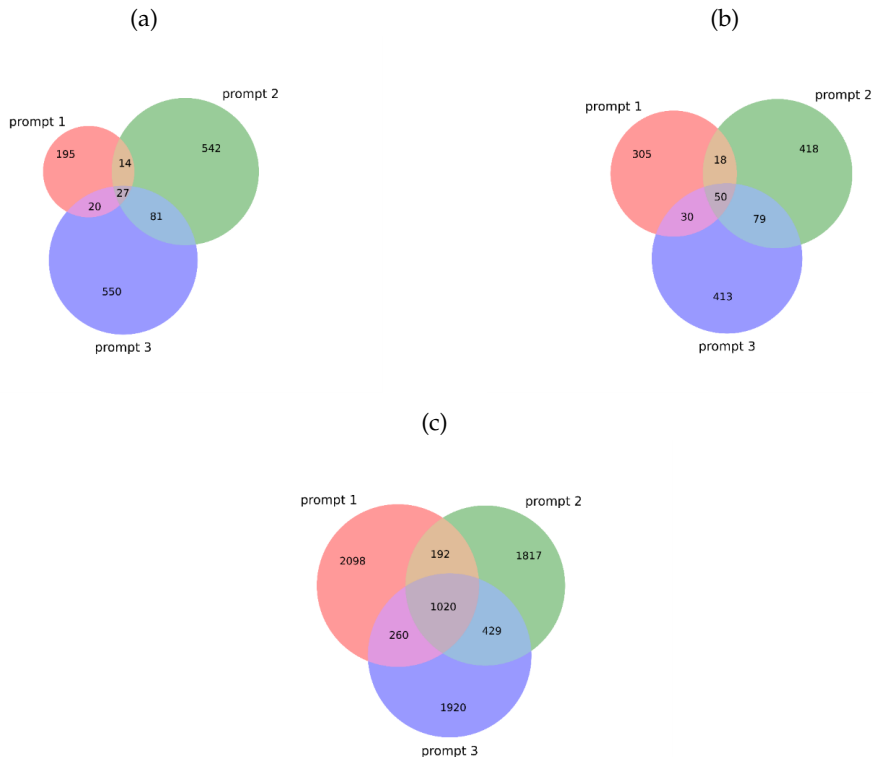 (a)
prompt 1
prompt 2
195
14
542
27
20
81
550
prompt 3
(b)
prompt 1
prompt 2
305
18
418
50
30
79
413
prompt 3
(c)
prompt 1
prompt 2
2098
192
1817
1020
260
429
1920
prompt 3